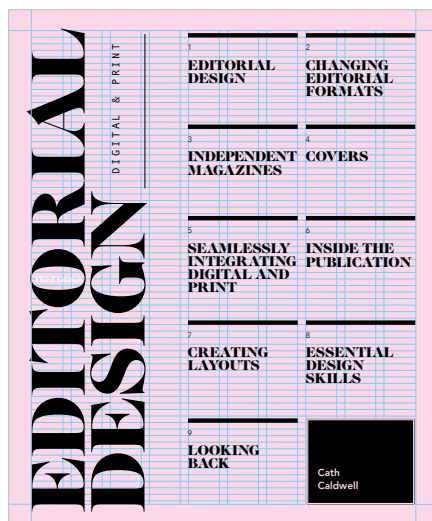 EDITORIAL
DESIGN
DIGITAL & PRINT
Third Edition
1
EDITORIAL
DESIGN
2
CHANGING
EDITORIAL
FORMATS
3
INDEPENDENT
MAGAZINES
4
COVERS
5
SEAMLESSLY
INTEGRATING
DIGITAL AND
PRINT
6
INSIDE THE
PUBLICATION
7
CREATING
LAYOUTS
8
ESSENTIAL
DESIGN
SKILLS
9
LOOKING
BACK
Cath
Caldwell